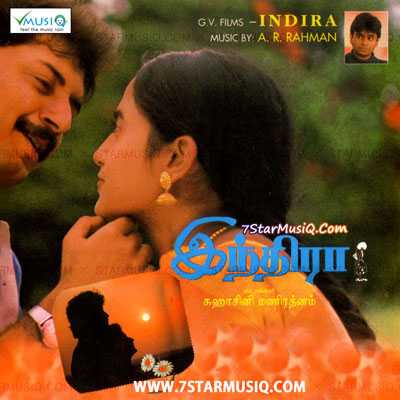 VMUSIQ
feel the music rain
G.V. FILMS – INDIRA
MUSIC BY: A. R. RAHMAN
7StarMusiQ.Com
இந்திரா
சுஹாசினி மணிரத்னம்
WWW.7STARMUSIQ.COM